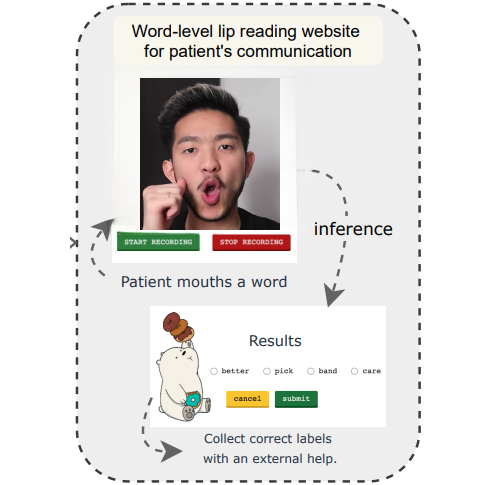 Word-level lip reading website
for patient's communication
START RECORDING
STOP RECORDING
inference
Patient mouths a word
Results
better pick band care
cancel submit
Collect correct labels
with an external help.